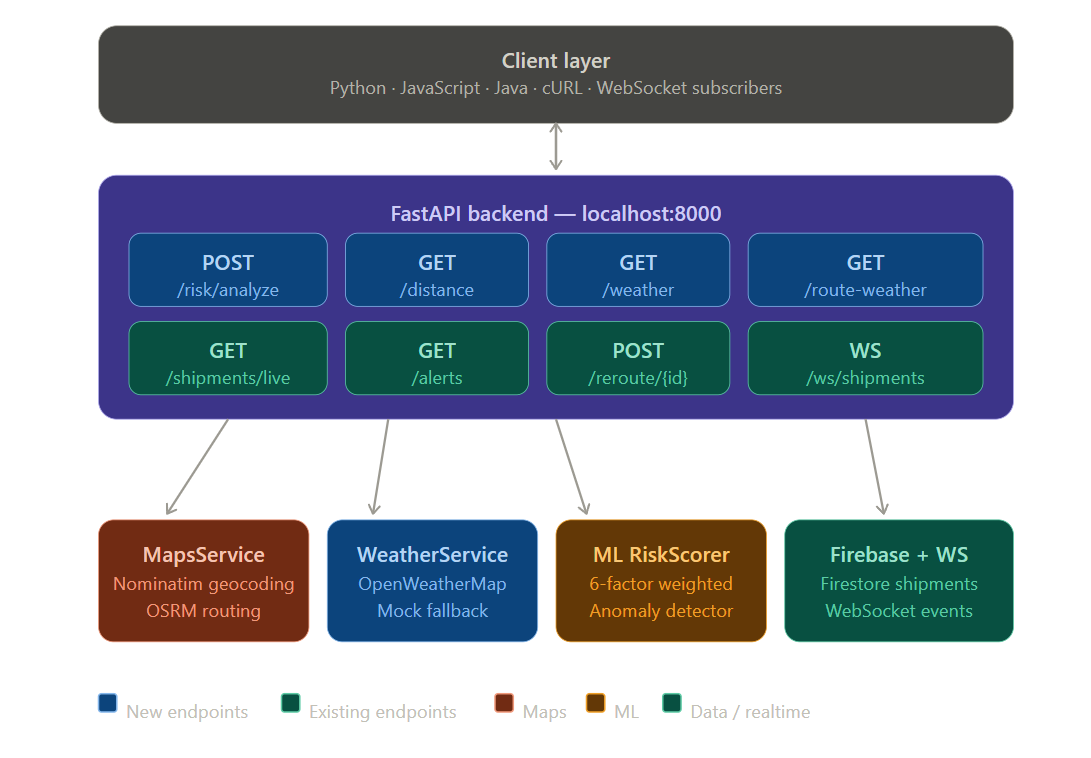 Client layer
Python · JavaScript · Java · cURL · WebSocket subscribers
FastAPI backend — localhost:8000
POST
/risk/analyze
GET
/distance
GET
/weather
GET
/route-weather
GET
/shipments/live
GET
/alerts
POST
/reroute/{id}
WS
/ws/shipments
MapsService
Nominatim geocoding
OSRM routing
WeatherService
OpenWeatherMap
Mock fallback
ML RiskScorer
6-factor weighted
Anomaly detector
Firebase + WS
Firestore shipments
WebSocket events
New endpoints
Existing endpoints
Maps
ML
Data / realtime